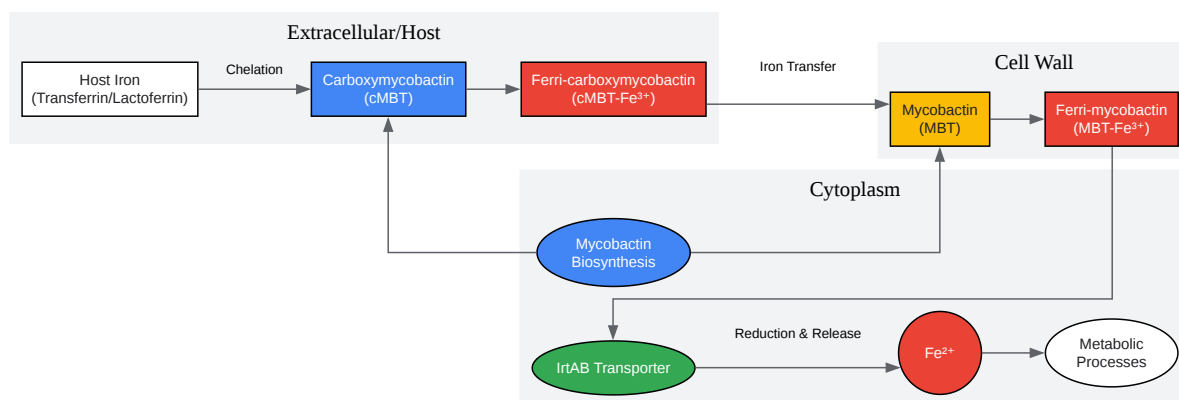 Extracellular/Host
Host Iron
(Transferrin/Lactoferrin)
Chelation
Carboxymycobactin
(cMBT)
Ferri-carboxymycobactin
(cMBT-Fe³⁺)
Iron Transfer
Cell Wall
Mycobactin
(MBT)
Ferri-mycobactin
(MBT-Fe³⁺)
Cytoplasm
Mycobactin
Biosynthesis
IrtAB Transporter
Reduction & Release
Fe²⁺
Metabolic
Processes